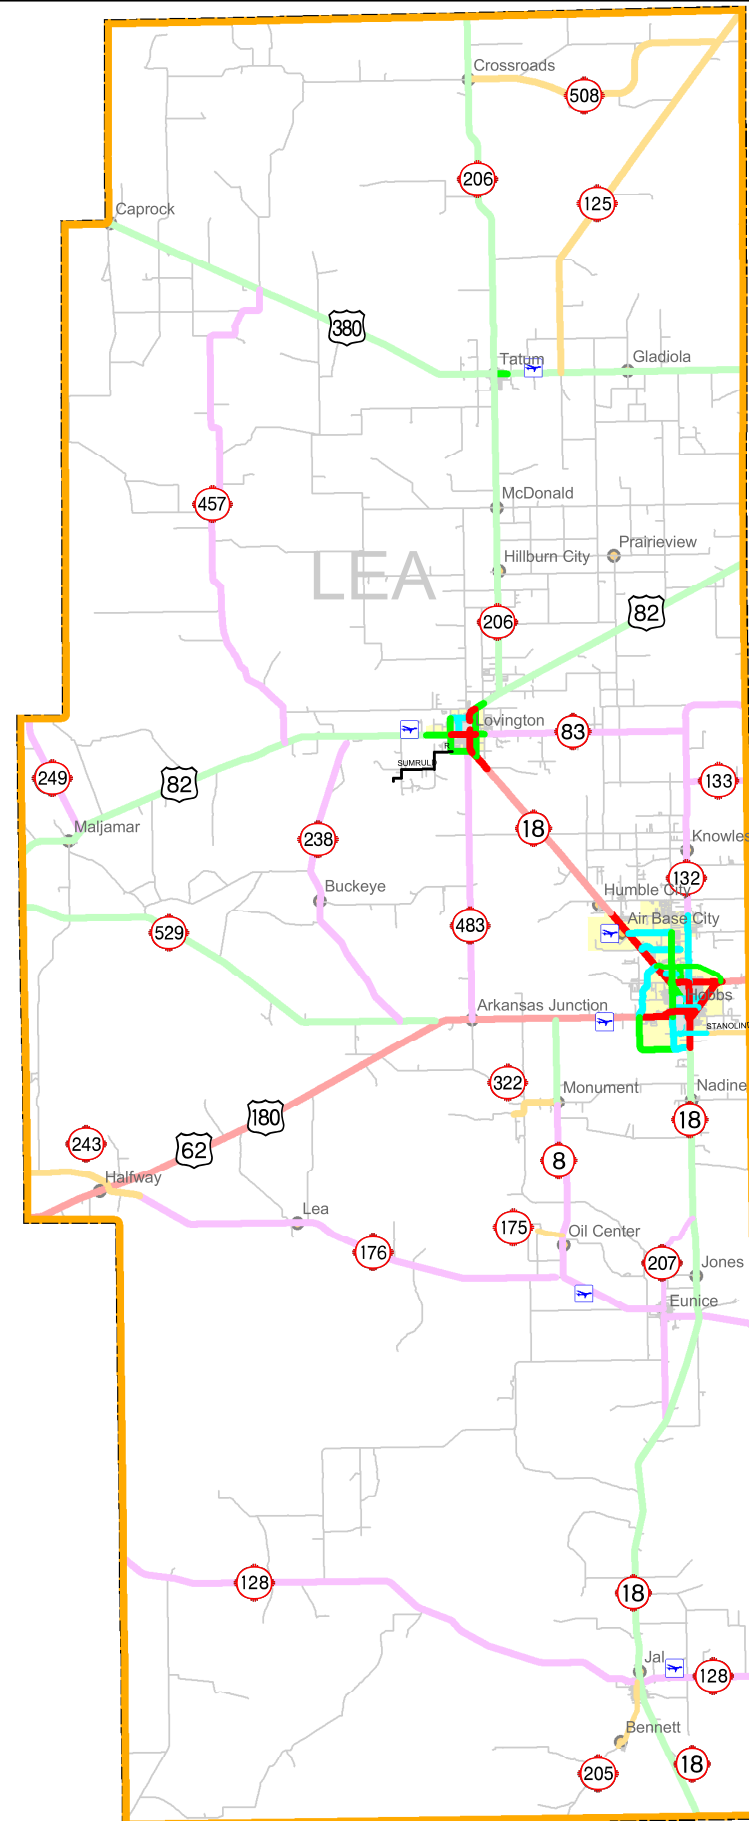 Crossroads
508
206
125
Caprock
380
Tatum
Gladiola
McDonald
457
Prairieview
Hillburn City
LEA
82
206
Lovington
83
SUMRULL
249
82
133
Maljamar
18
238
Knowles
132
Buckeye
Humble City
Air Base City
483
529
Hobbs
Arkansas Junction
STANOLIND
322
Monument
Nadine
180
18
243
62
8
Halfway
Lea
175
Oil Center
176
207
Jones
Eunice
128
18
Jal
128
Bennett
18
205